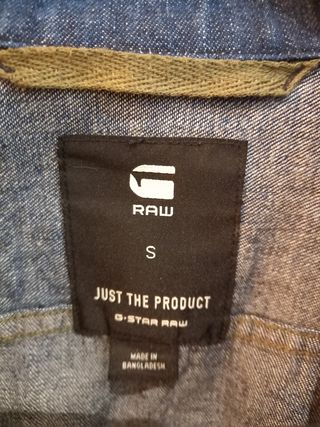 RAW
S
JUST THE PRODUCT
G-STAR RAW
MADE IN
BANGLADESH